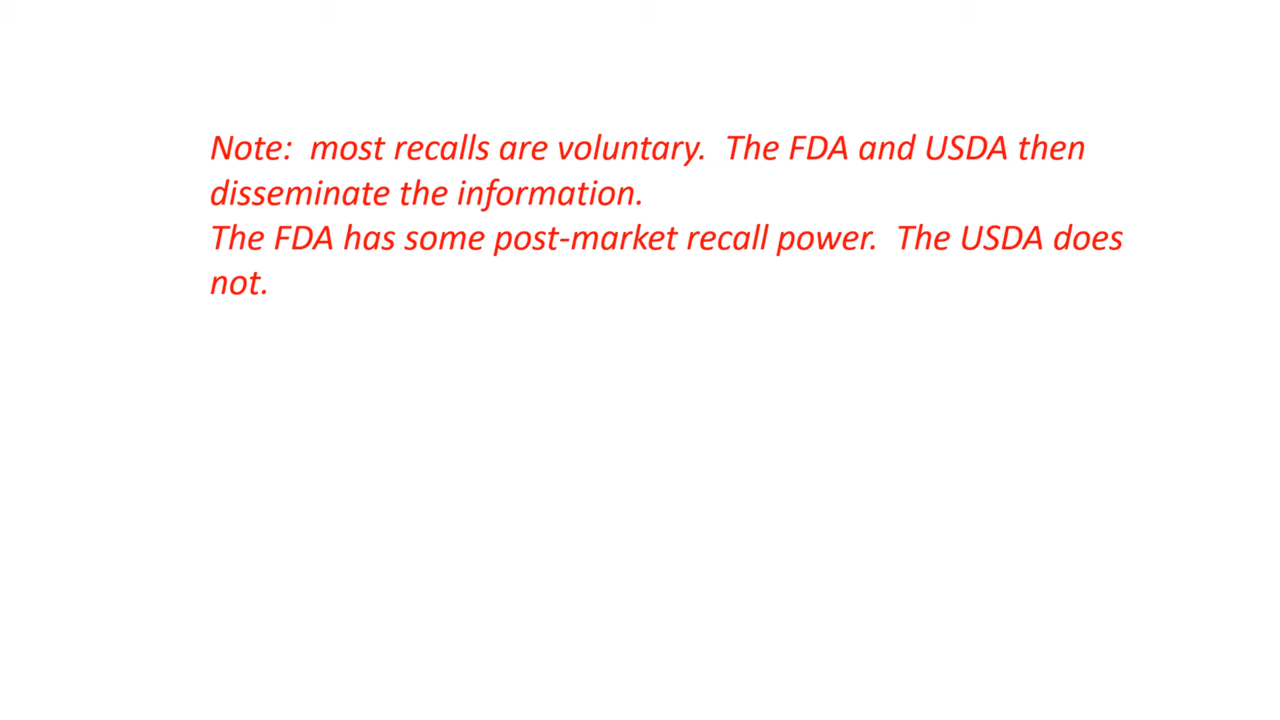 Note:  most recalls are voluntary.  The FDA and USDA then
disseminate the information.
The FDA has some post-market recall power.  The USDA does
not.